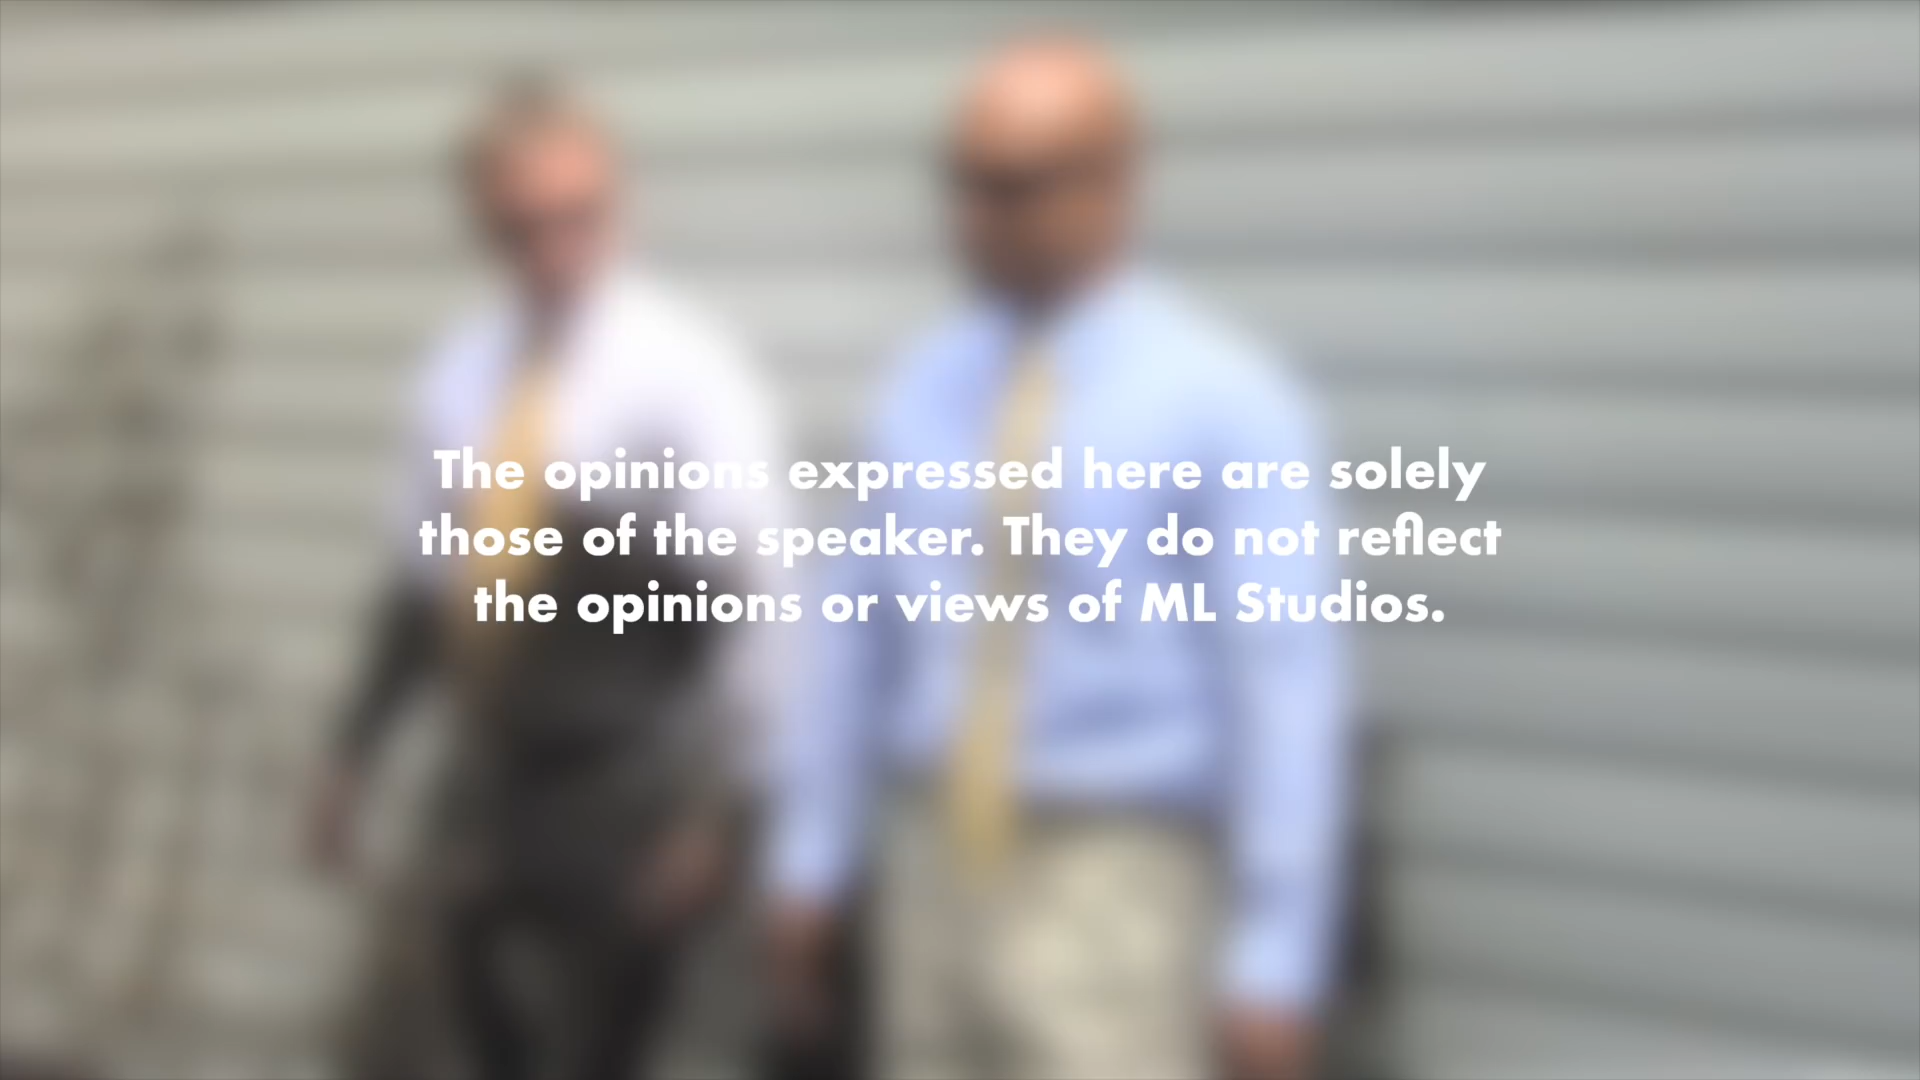 The opinions expressed here are solely
those of the speaker. They do not reflect
the opinions or views of ML Studios.